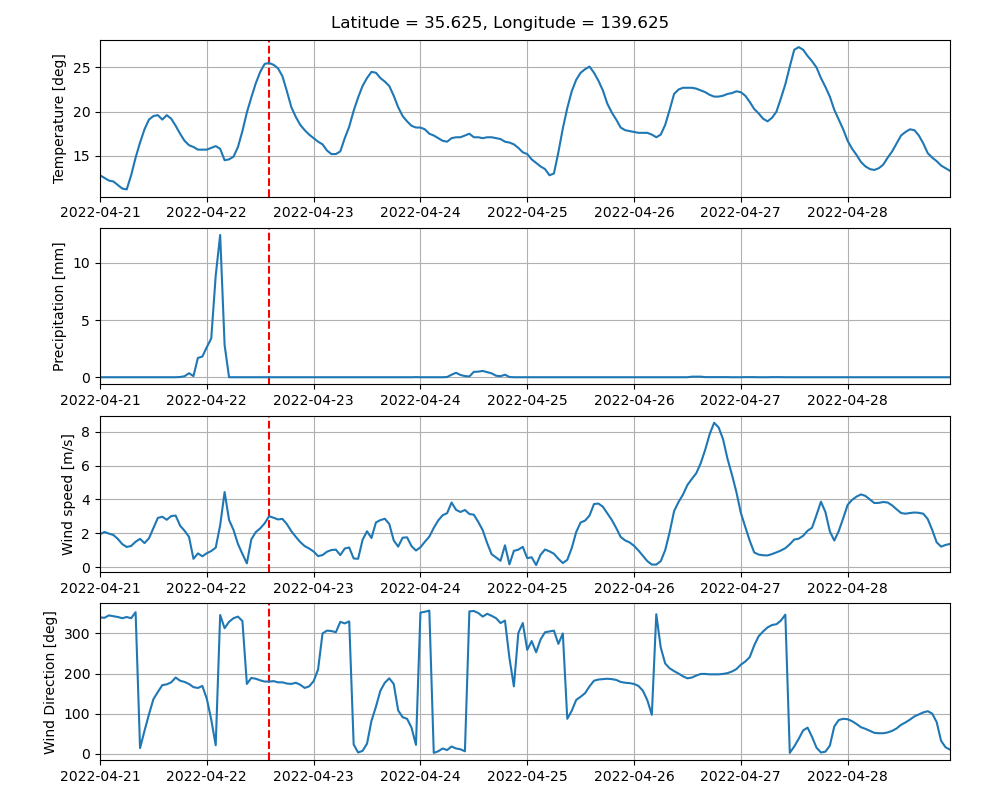 Latitude = 35.625, Longitude = 139.625
Temperature [deg]
25
20
15
2022-04-21 2022-04-22 2022-04-23 2022-04-24 2022-04-25 2022-04-26 2022-04-27 2022-04-28
Precipitation [mm]
10
5
0
2022-04-21 2022-04-22 2022-04-23 2022-04-24 2022-04-25 2022-04-26 2022-04-27 2022-04-28
Wind speed [m/s]
8
6
4
2
0
2022-04-21 2022-04-22 2022-04-23 2022-04-24 2022-04-25 2022-04-26 2022-04-27 2022-04-28
Wind Direction [deg]
300
200
100
0
2022-04-21 2022-04-22 2022-04-23 2022-04-24 2022-04-25 2022-04-26 2022-04-27 2022-04-28